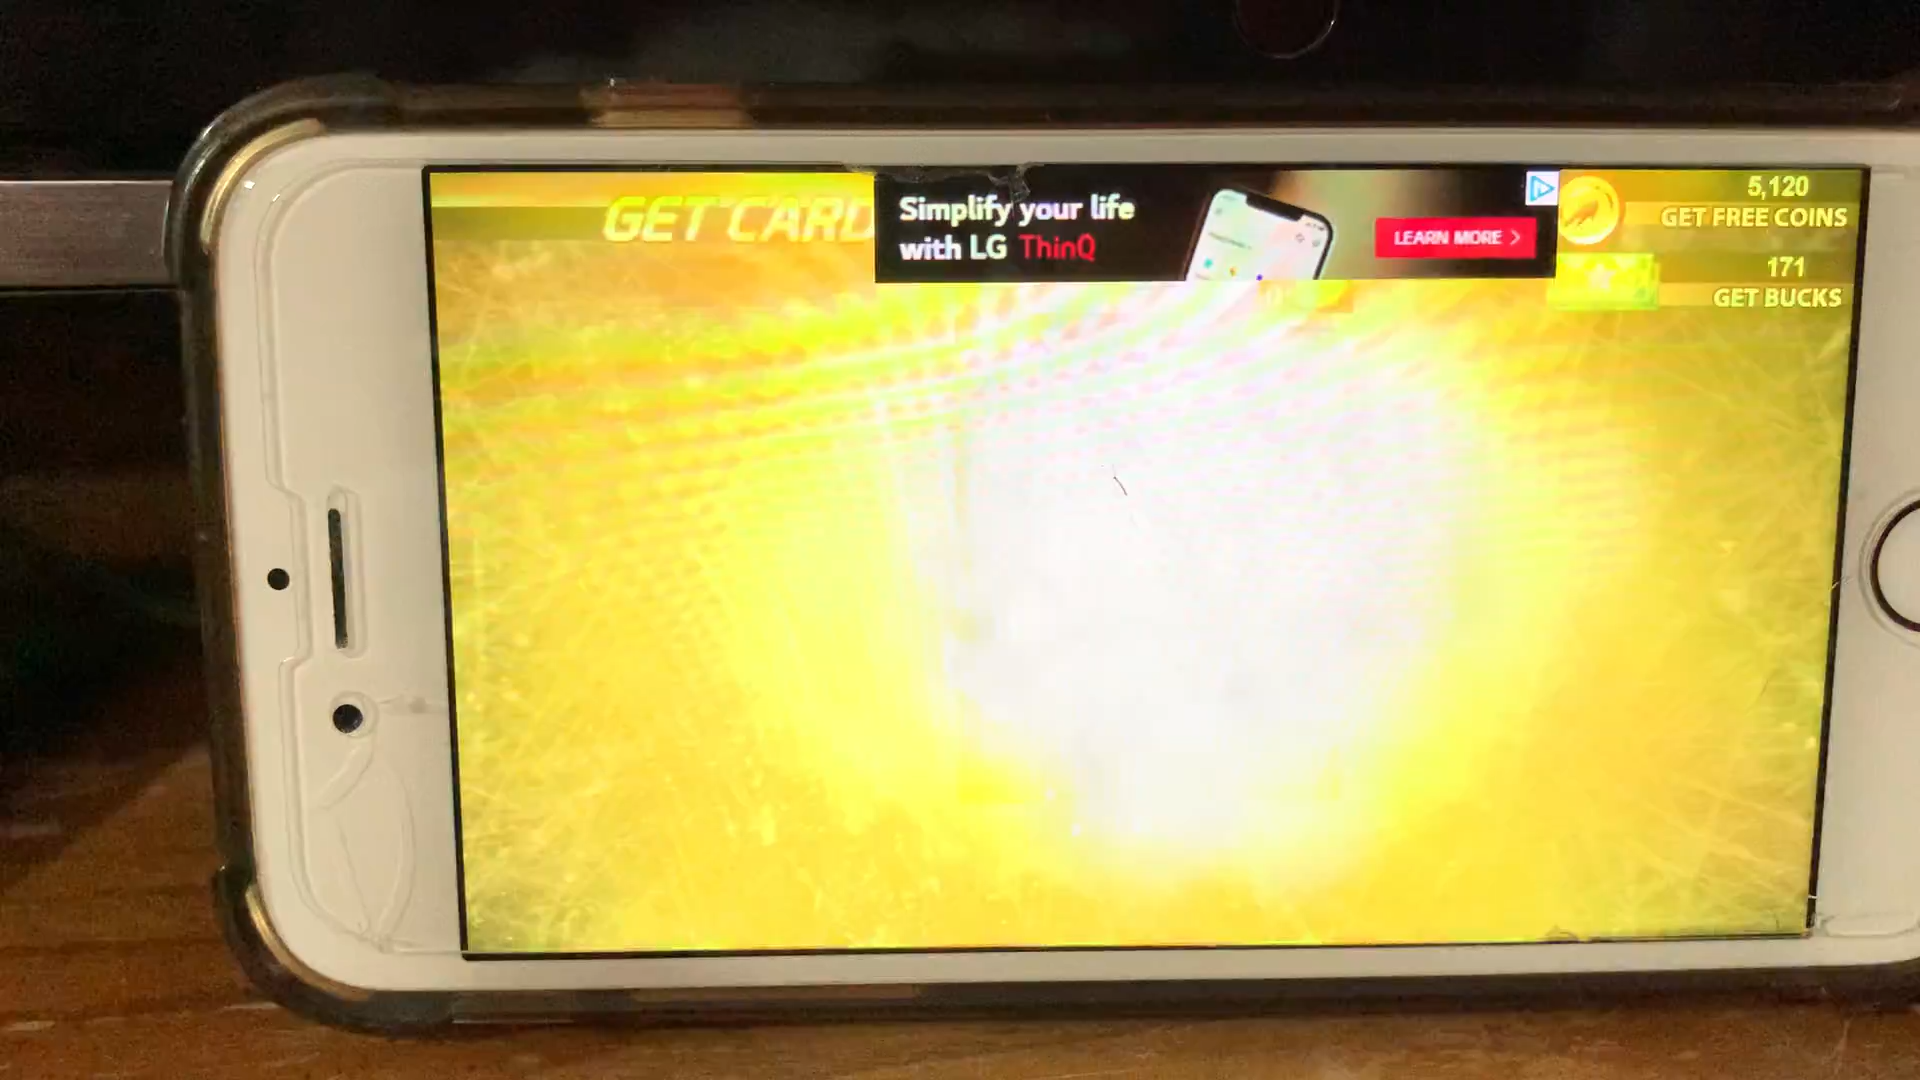 GET CARD
Simplify your life
with LG ThinQ
LEARN MORE >
5,120
GET FREE COINS
171
GET BUCKS